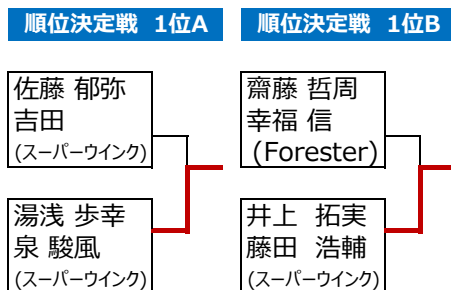 順位決定戦 1位A
佐藤 郁弥
吉田
(スーパーウインク)
湯浅 歩幸
泉 駿風
(スーパーウインク)
順位決定戦 1位B
齋藤 哲周
幸福 信
(Forester)
井上 拓実
藤田 浩輔
(スーパーウインク)